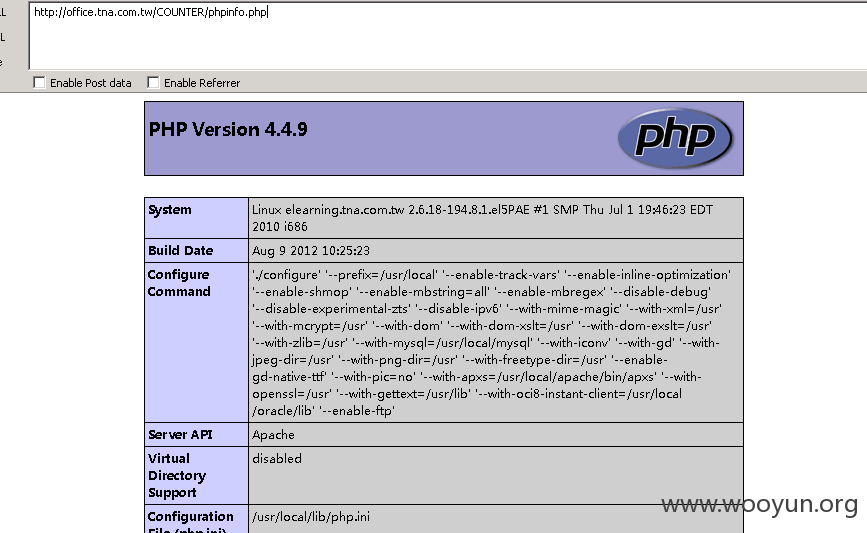 LL
http://office.tna.com.tw/COUNTER/phpinfo.php
L
e
Enable Post data Enable Referrer
PHP Version 4.4.9
php
System
Linux elearning.tna.com.tw 2.6.18-194.8.1.el5PAE #1 SMP Thu Jul 1 19:46:23 EDT
2010 i686
Build Date
Aug 9 2012 10:25:23
Configure
Command
'./configure' '--prefix=/usr/local' '--enable-track-vars' '--enable-inline-optimization'
'--enable-shmop' '--enable-mbstring=all' '--enable-mbregex' '--disable-debug'
'--disable-experimental-zts' '--disable-ipv6' '--with-mime-magic' '--with-xml=/usr'
'--with-mcrypt=/usr' '--with-dom' '--with-dom-xslt=/usr' '--with-dom-exslt=/usr'
'--with-zlib=/usr' '--with-mysql=/usr/local/mysql' '--with-iconv' '--with-gd' '--with-
jpeg-dir=/usr' '--with-png-dir=/usr' '--with-freetype-dir=/usr' '--enable-
gd-native-ttf' '--with-pic=no' '--with-apxs=/usr/local/apache/bin/apxs' '--with-
openssl=/usr' '--with-gettext=/usr/lib' '--with-oci8-instant-client=/usr/local
/oracle/lib' '--enable-ftp'
Server API
Apache
Virtual
Directory
Support
disabled
Configuration
File (php.ini)
/usr/local/lib/php.ini
www.wooyun.org